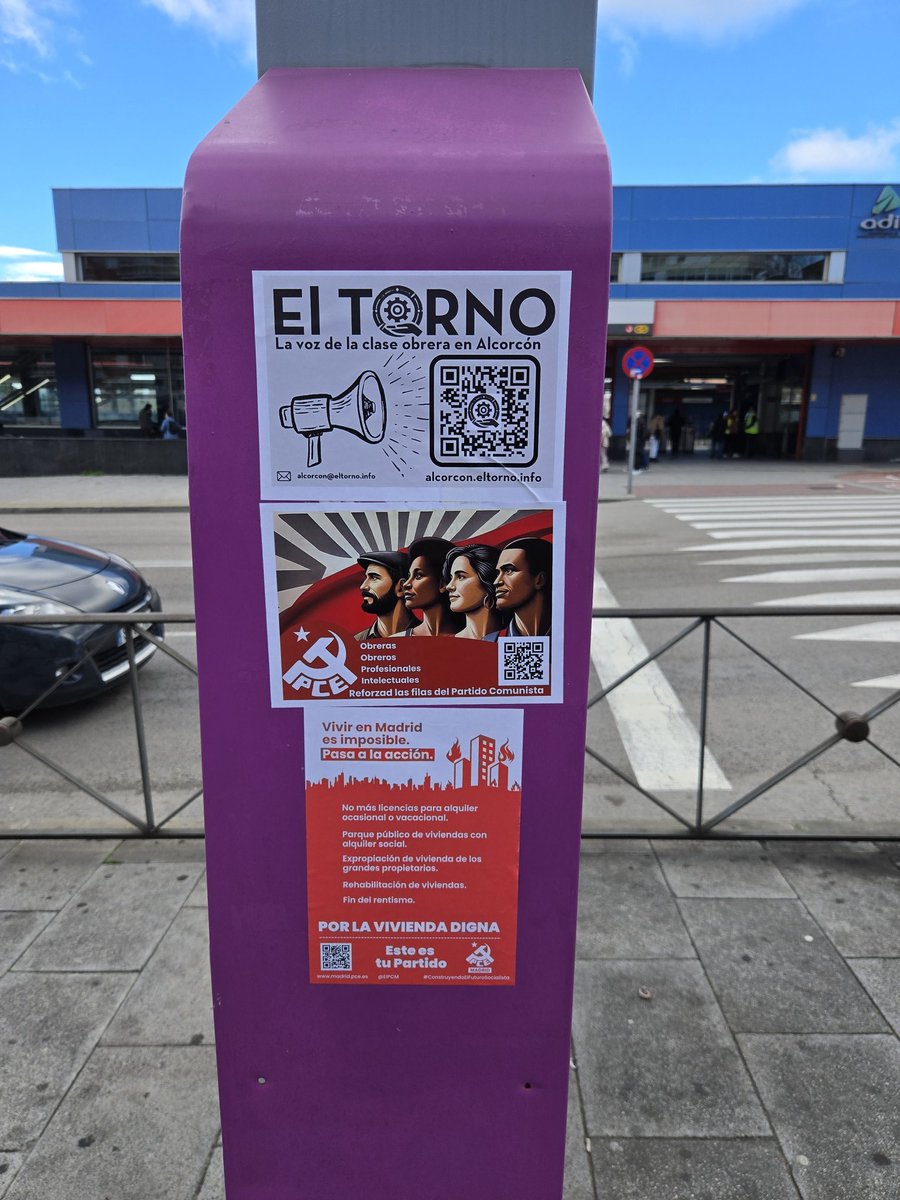 adi
El TORNO
La voz de la clase obrera en Alcorcón
alcorcon@eltorno.info
alcorcon.eltorno.info
Obreras
Obreros
Profesionales
Intelectuales
PCE
Reforzad las filas del Partido Comunista
Vivir en Madrid
es imposible.
Pasa a la acción.
No más licencias para alquiler
ocasional o vacacional.
Parque público de viviendas con
alquiler social.
Expropiación de vivienda de los
grandes propietarios.
Rehabilitación de viviendas.
Fin del rentismo.
POR LA VIVIENDA DIGNA
Este es
tu Partido
PCE
MADRID
www.madrid.pce.es
@ElPCM
#ConstruyendoElFuturoSocialista